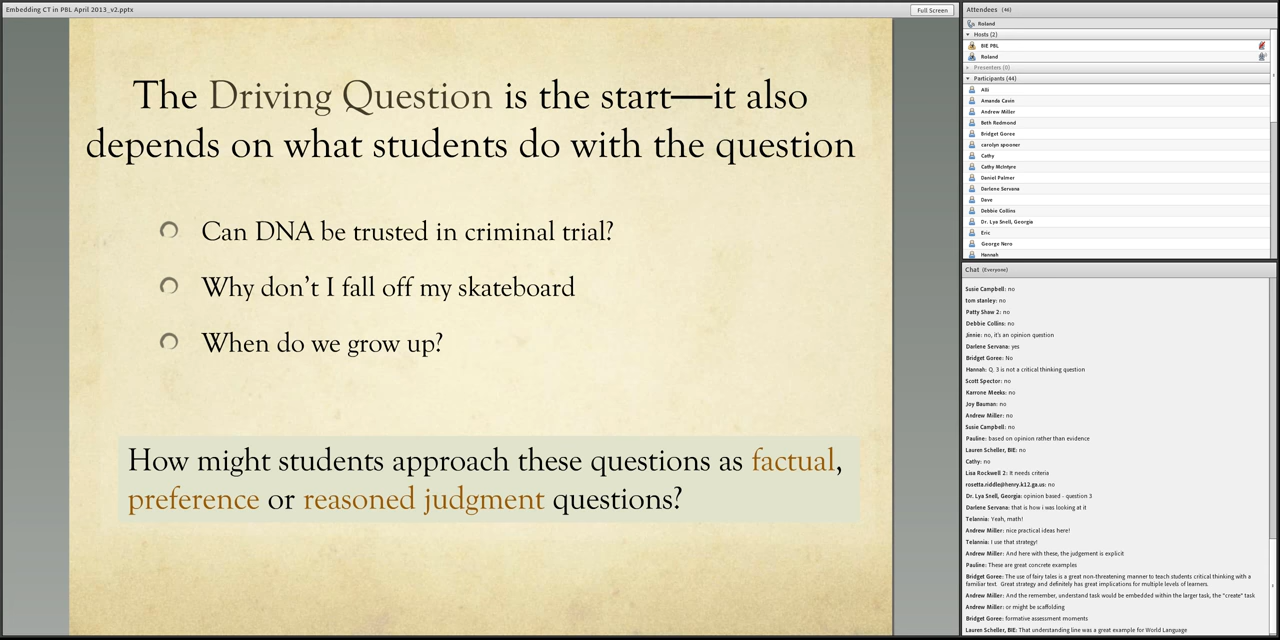 Embedding CT in PBL April 2013_v2.pptx
Full Screen
The Driving Question is the start—it also
depends on what students do with the question
Can DNA be trusted in criminal trial?
Why don't I fall off my skateboard
When do we grow up?
How might students approach these questions as factual,
preference or reasoned judgment questions?
Attendees (46)
Roland
Hosts (2)
BIE PBL
Roland
Presenters (0)
Participants (44)
Alli
Amanda Cavin
Andrew Miller
Beth Redmond
Bridget Goree
carolyn spooner
Cathy
Cathy McIntyre
Daniel Palmer
Darlene Servana
Dave
Debbie Collins
Dr. Lya Snell, Georgia
Eric
George Nero
Hannah
Chat (Everyone)
Susie Campbell: no
tom stanley: no
Patty Shaw 2: no
Debbie Collins: no
Jinnie: no, it's an opinion question
Darlene Servana: yes
Bridget Goree: No
Hannah: Q. 3 is not a critical thinking question
Scott Spector: no
Karrone Meeks: no
Joy Bauman: no
Andrew Miller: no
Susie Campbell: no
Pauline: based on opinion rather than evidence
Lauren Scheller, BIE: no
Cathy: no
Lisa Rockwell 2: It needs criteria
rosetta.riddle@henry.k12.ga.us: no
Dr. Lya Snell, Georgia: opinion based - question 3
Darlene Servana: that is how i was looking at it
Telannia: Yeah, math!
Andrew Miller: nice practical ideas here!
Telannia: I use that strategy!
Andrew Miller: And here with these, the judgement is explicit
Pauline: These are great concrete examples
Bridget Goree: The use of fairy tales is a great non-threatening manner to teach students critical thinking with a
familiar text. Great strategy and definitely has great implications for multiple levels of learners.
Andrew Miller: And the remember, understand task would be embedded within the larger task, the "create" task
Andrew Miller: or might be scaffolding
Bridget Goree: formative assessment moments
Lauren Scheller, BIE: That understanding line was a great example for World Language